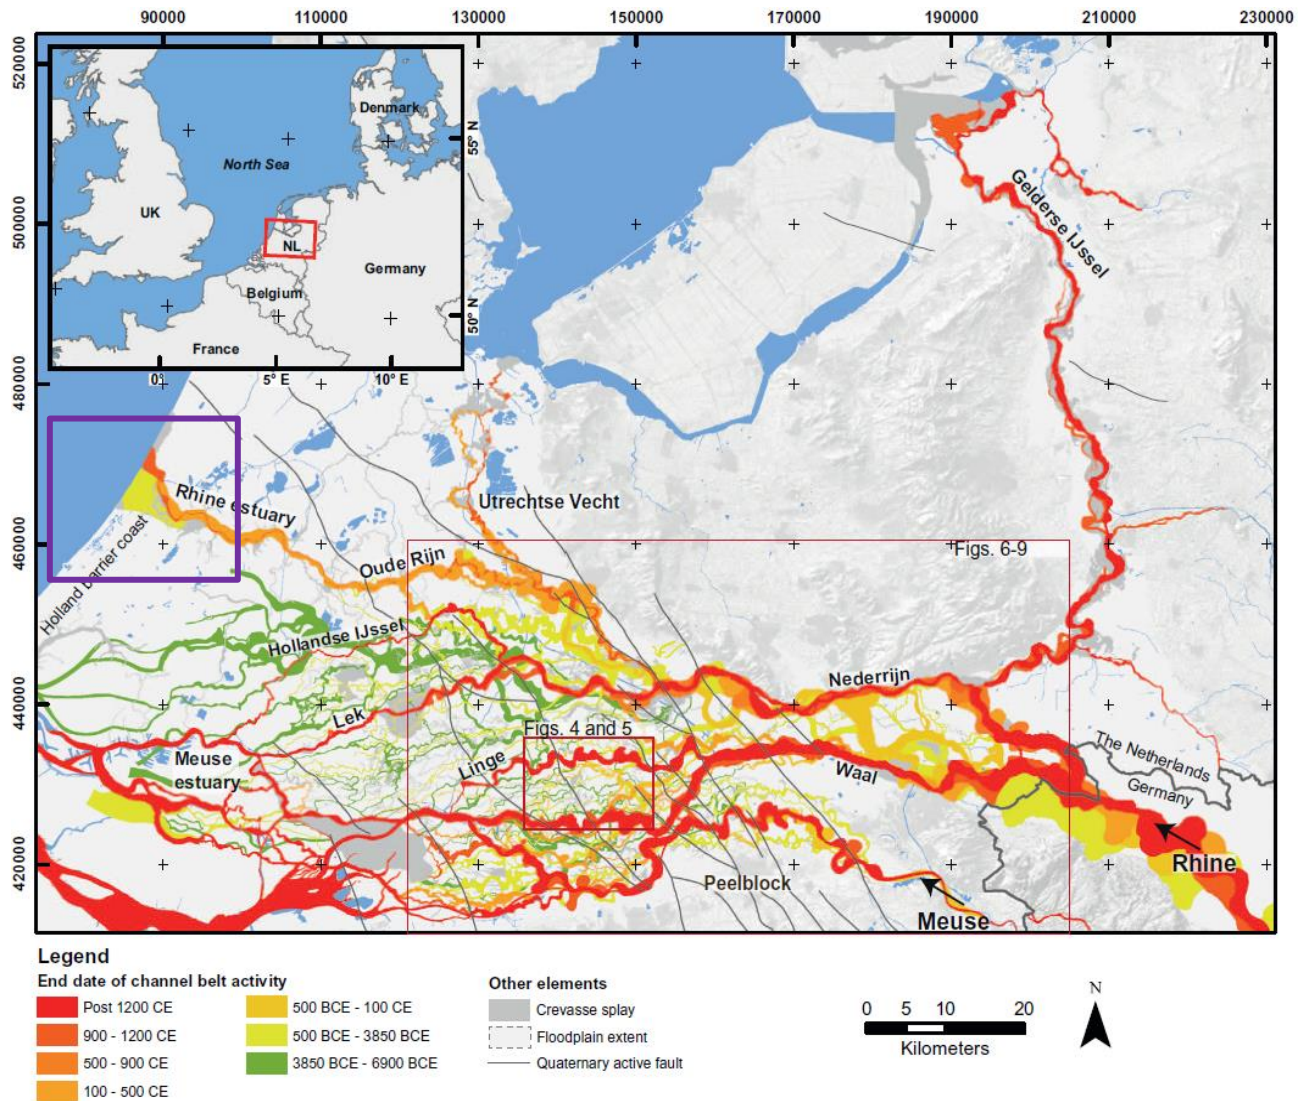 90000 110000 130000 150000 170000 190000 210000 230000
520000
500000
480000
460000
440000
420000
Denmark
55° N
North Sea
UK
NL
Germany
Belgium
50° N
France
0° 5° E 10° E
Gelderse IJssel
Rhine estuary
Utrechtse Vecht
Holland barrier coast
Oude Rijn
Figs. 6-9
Hollandse IJssel
Nederrijn
Lek
Figs. 4 and 5
The Netherlands
Meuse
estuary
Linge
Waal
Germany
Rhine
Peelblock
Meuse
Legend
End date of channel belt activity
Post 1200 CE
900 - 1200 CE
500 - 900 CE
100 - 500 CE
500 BCE - 100 CE
500 BCE - 3850 BCE
3850 BCE - 6900 BCE
Other elements
Crevasse splay
Floodplain extent
Quaternary active fault
0 5 10 20
Kilometers
N